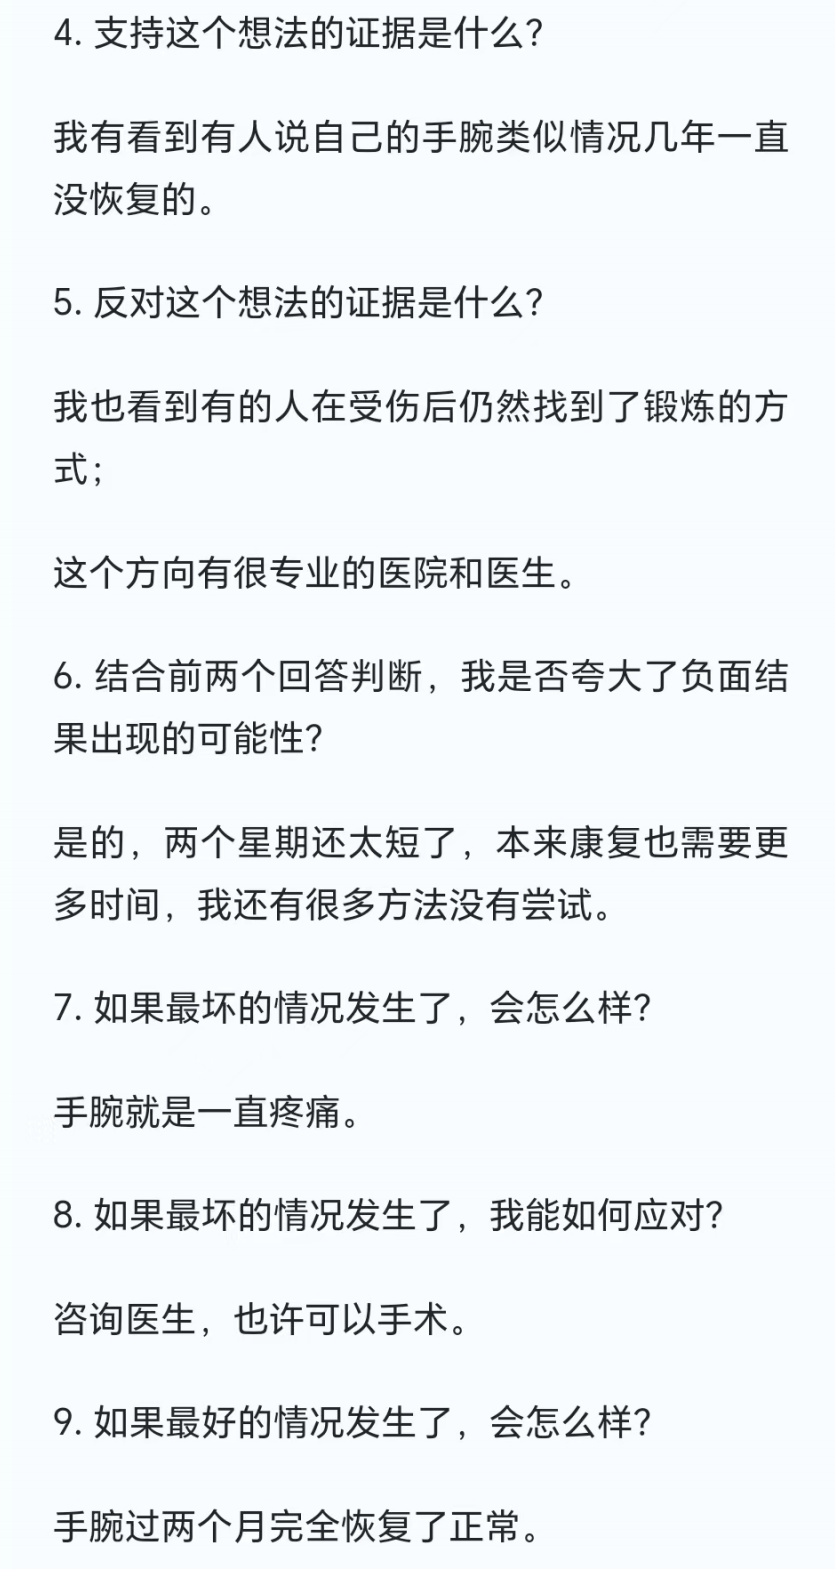 4. 支持这个想法的证据是什么？
我有看到有人说自己的手腕类似情况几年一直
没恢复的。
5. 反对这个想法的证据是什么？
我也看到有的人在受伤后仍然找到了锻炼的方
式；
这个方向有很专业的医院和医生。
6. 结合前两个回答判断，我是否夸大了负面结
果出现的可能性？
是的，两个星期还太短了，本来康复也需要更
多时间，我还有很多方法没有尝试。
7. 如果最坏的情况发生了，会怎么样？
手腕就是一直疼痛。
8. 如果最坏的情况发生了，我能如何应对？
咨询医生，也许可以手术。
9. 如果最好的情况发生了，会怎么样？
手腕过两个月完全恢复了正常。